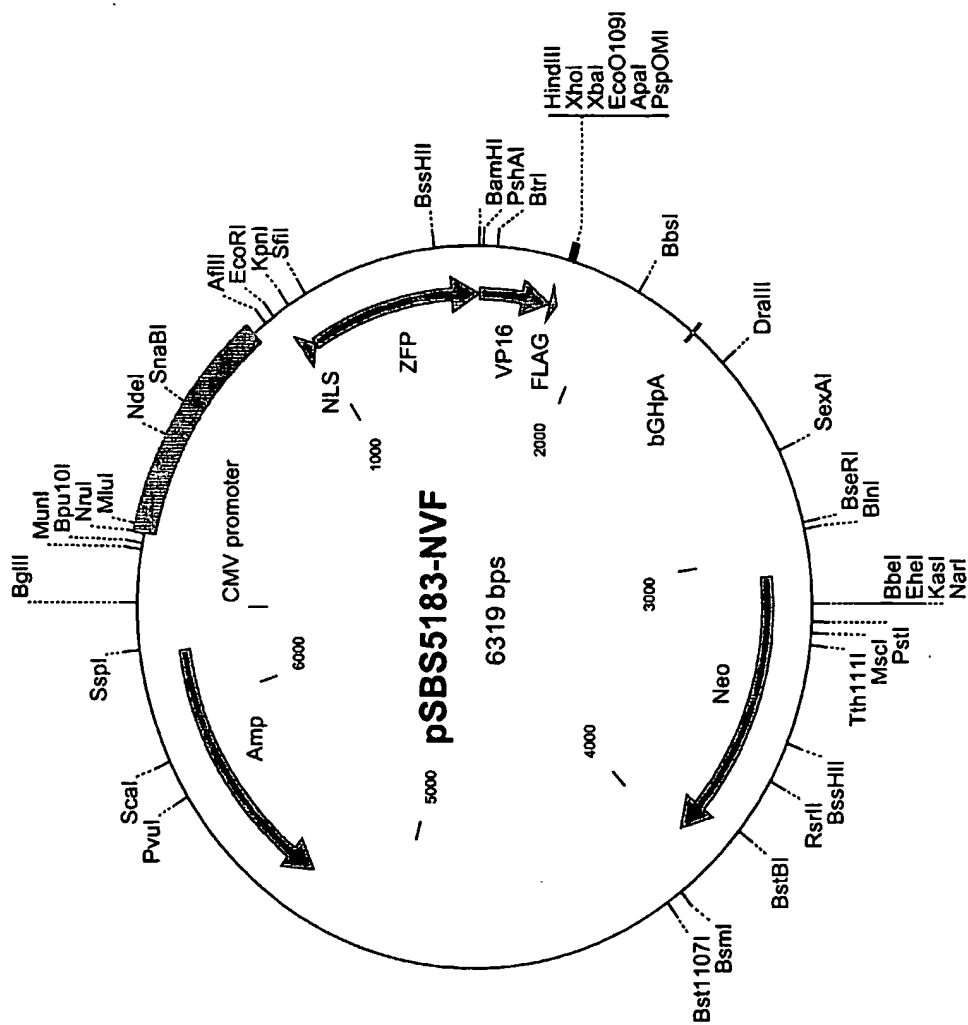 BglII
MunI
Bpu10I
NruI
MluI
NdeI
SnaBI
AflII
EcoRI
KpnI
SfiI
BssHII
BamHI
PshAI
BtrI
HindIII
XhoI
XbaI
EcoO109I
ApaI
PspOMI
BbsI
DraIII
SexAI
BseRI
BlnI
BbeI
EheI
KasI
NarI
PstI
MscI
Tth111I
BssHII
RsrII
BstBI
BsmI
Bst1107I
PvuI
ScaI
SspI
CMV promoter
NLS
ZFP
VP16
FLAG
bGHpA
Neo
Amp
1000
2000
3000
4000
5000
6000
pSBS5183-NVF
6319 bps